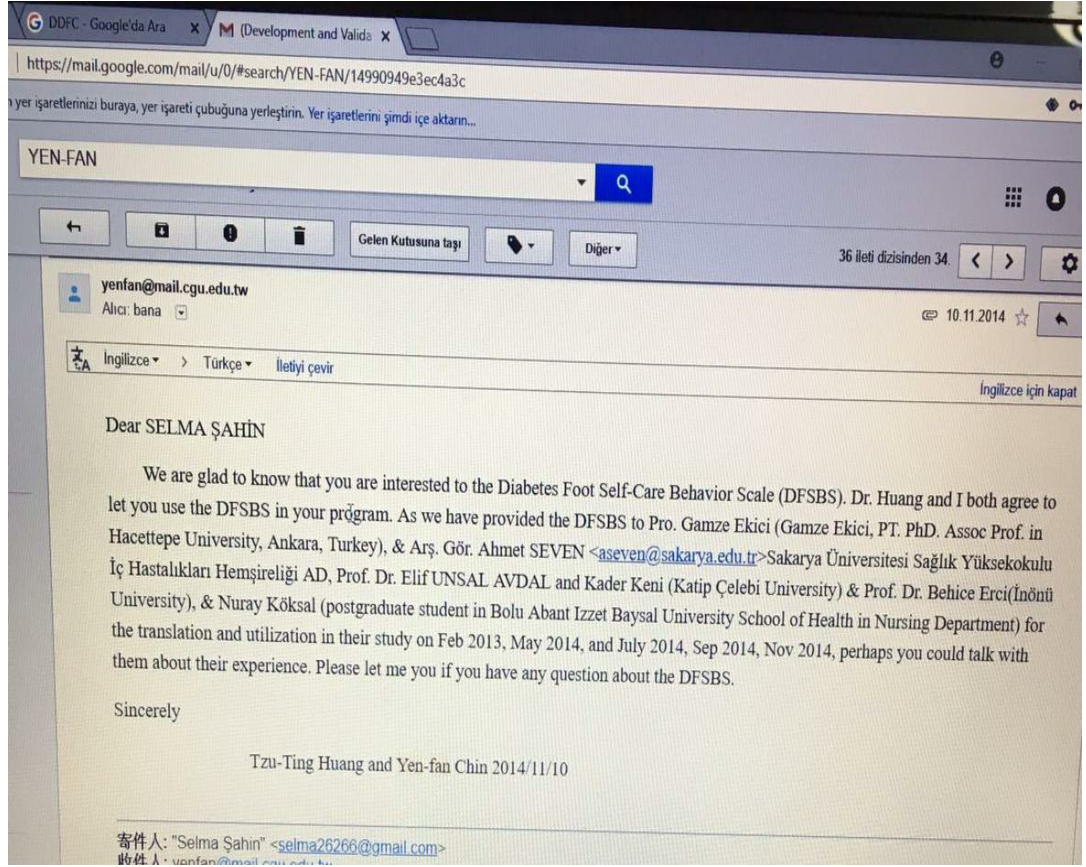 DDFC - Google'da Ara
(Development and Valida
https://mail.google.com/mail/u/0/#search/YEN-FAN/14990949e3ec4a3c
yer işaretlerinizi buraya, yer işareti çubuğuna yerleştirin. Yer işaretlerini şimdi içe aktarın...
YEN-FAN
Gelen Kutusuna taşı
Diğer
36 ileti dizisinden 34.
yenfan@mail.cgu.edu.tw
Alıcı: bana
10.11.2014
İngilizce > Türkçe İletiyi çevir
İngilizce için kapat
Dear SELMA ŞAHİN
We are glad to know that you are interested to the Diabetes Foot Self-Care Behavior Scale (DFSBS). Dr. Huang and I both agree to
let you use the DFSBS in your program. As we have provided the DFSBS to Pro. Gamze Ekici (Gamze Ekici, PT. PhD. Assoc Prof. in
Hacettepe University, Ankara, Turkey), & Arş. Gör. Ahmet SEVEN <aseven@sakarya.edu.tr>Sakarya Üniversitesi Sağlık Yüksekokulu
İç Hastalıkları Hemşireliği AD, Prof. Dr. Elif UNSAL AVDAL and Kader Keni (Katip Çelebi University) & Prof. Dr. Behice Erci(İnönü
University), & Nuray Köksal (postgraduate student in Bolu Abant Izzet Baysal University School of Health in Nursing Department) for
the translation and utilization in their study on Feb 2013, May 2014, and July 2014, Sep 2014, Nov 2014, perhaps you could talk with
them about their experience. Please let me you if you have any question about the DFSBS.
Sincerely
Tzu-Ting Huang and Yen-fan Chin 2014/11/10
寄件人: "Selma Şahin" <selma26266@gmail.com>
收件人: yenfan@mail.cgu.edu.tw